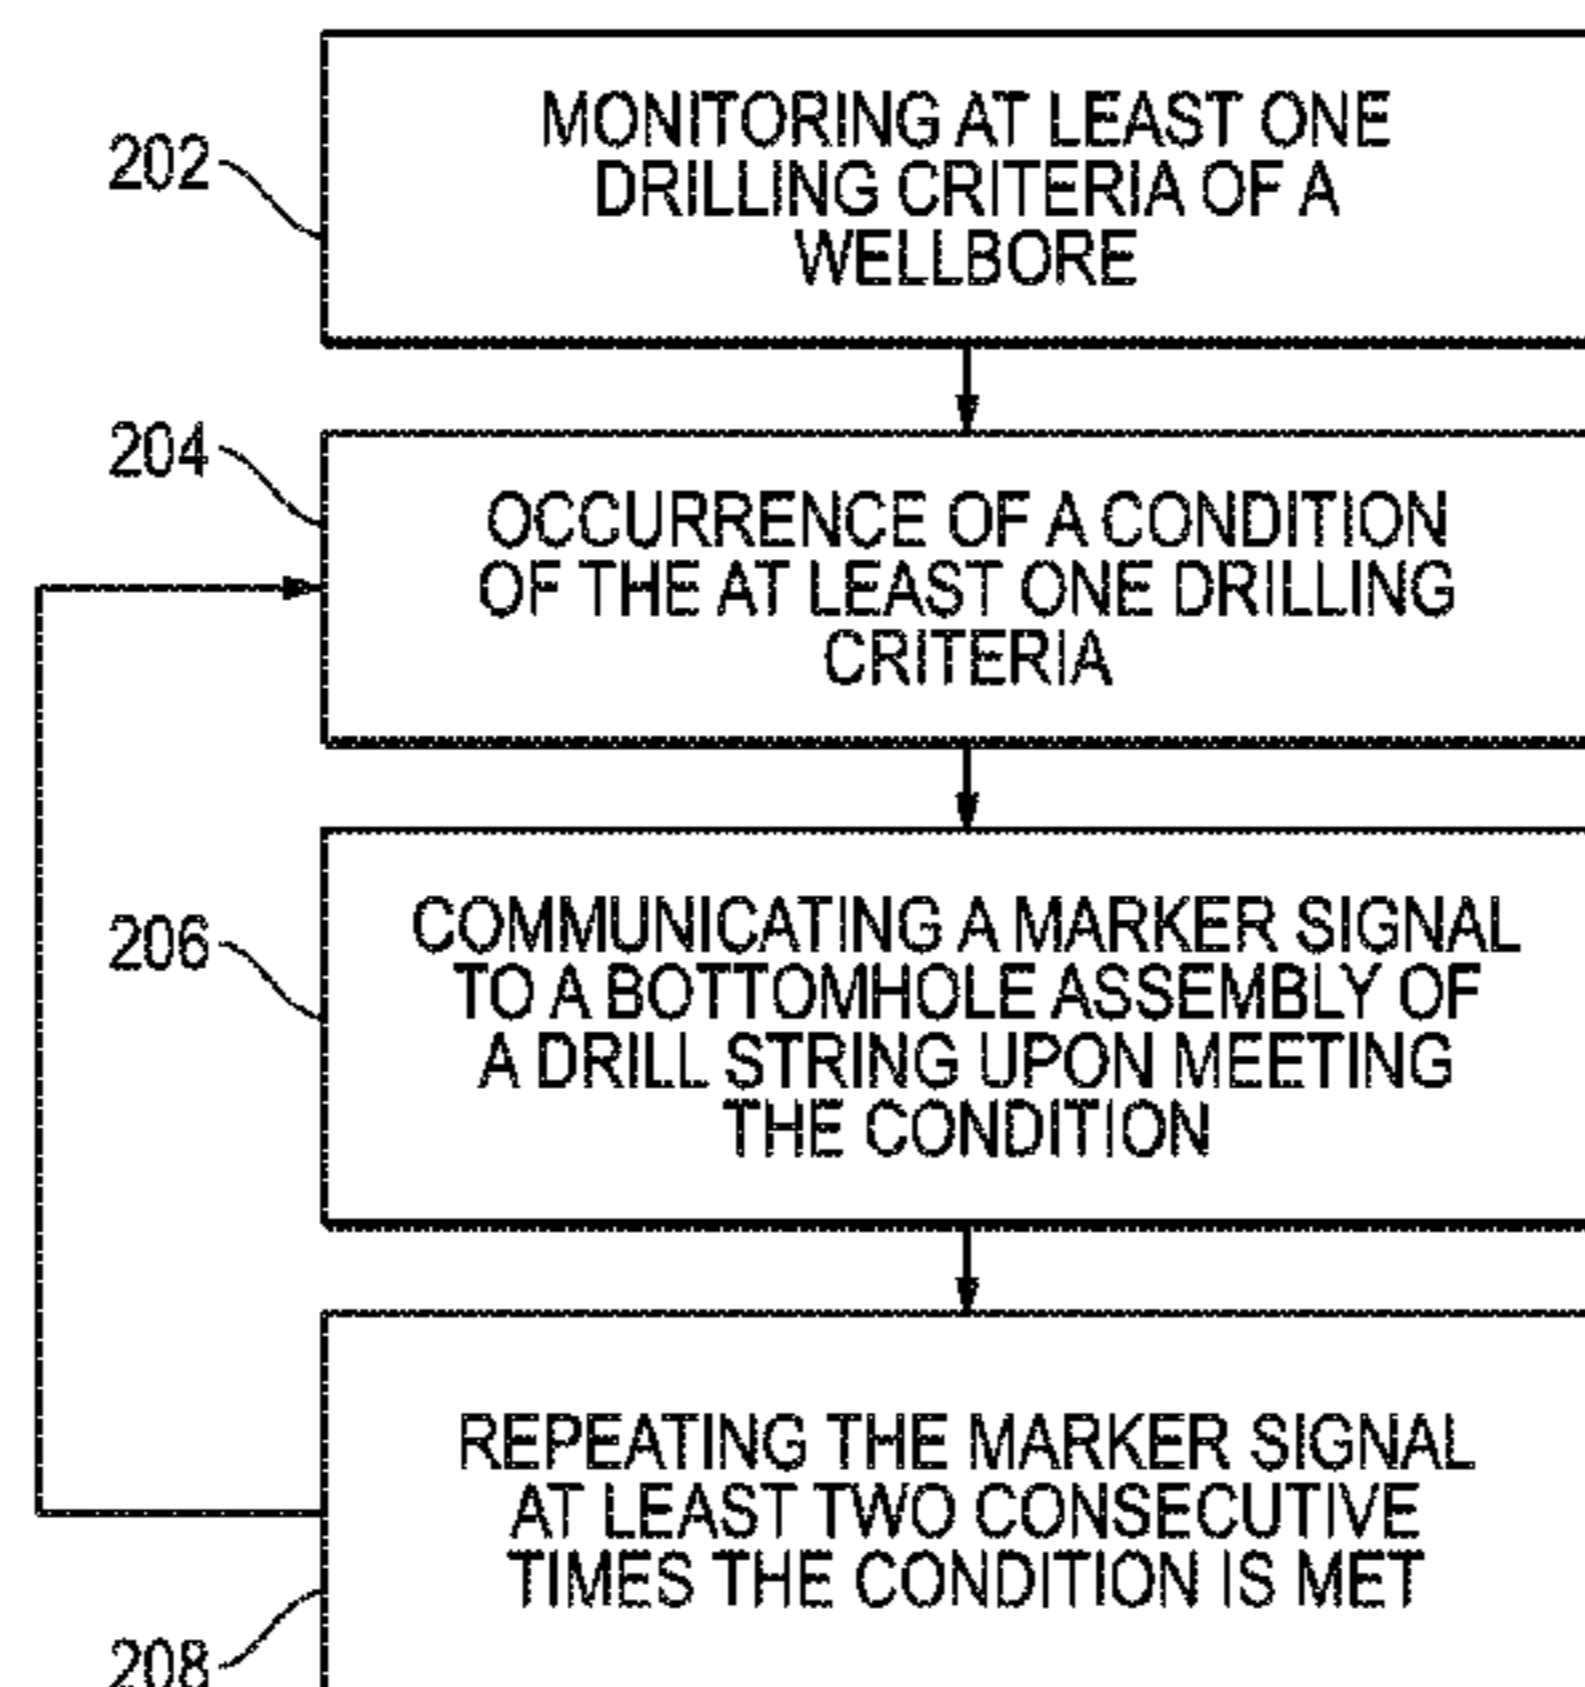 202
MONITORING AT LEAST ONE
DRILLING CRITERIA OF A
WELLBORE
204
OCCURRENCE OF A CONDITION
OF THE AT LEAST ONE DRILLING
CRITERIA
206
COMMUNICATING A MARKER SIGNAL
TO A BOTTOMHOLE ASSEMBLY OF
A DRILL STRING UPON MEETING
THE CONDITION
REPEATING THE MARKER SIGNAL
AT LEAST TWO CONSECUTIVE
TIMES THE CONDITION IS MET
208